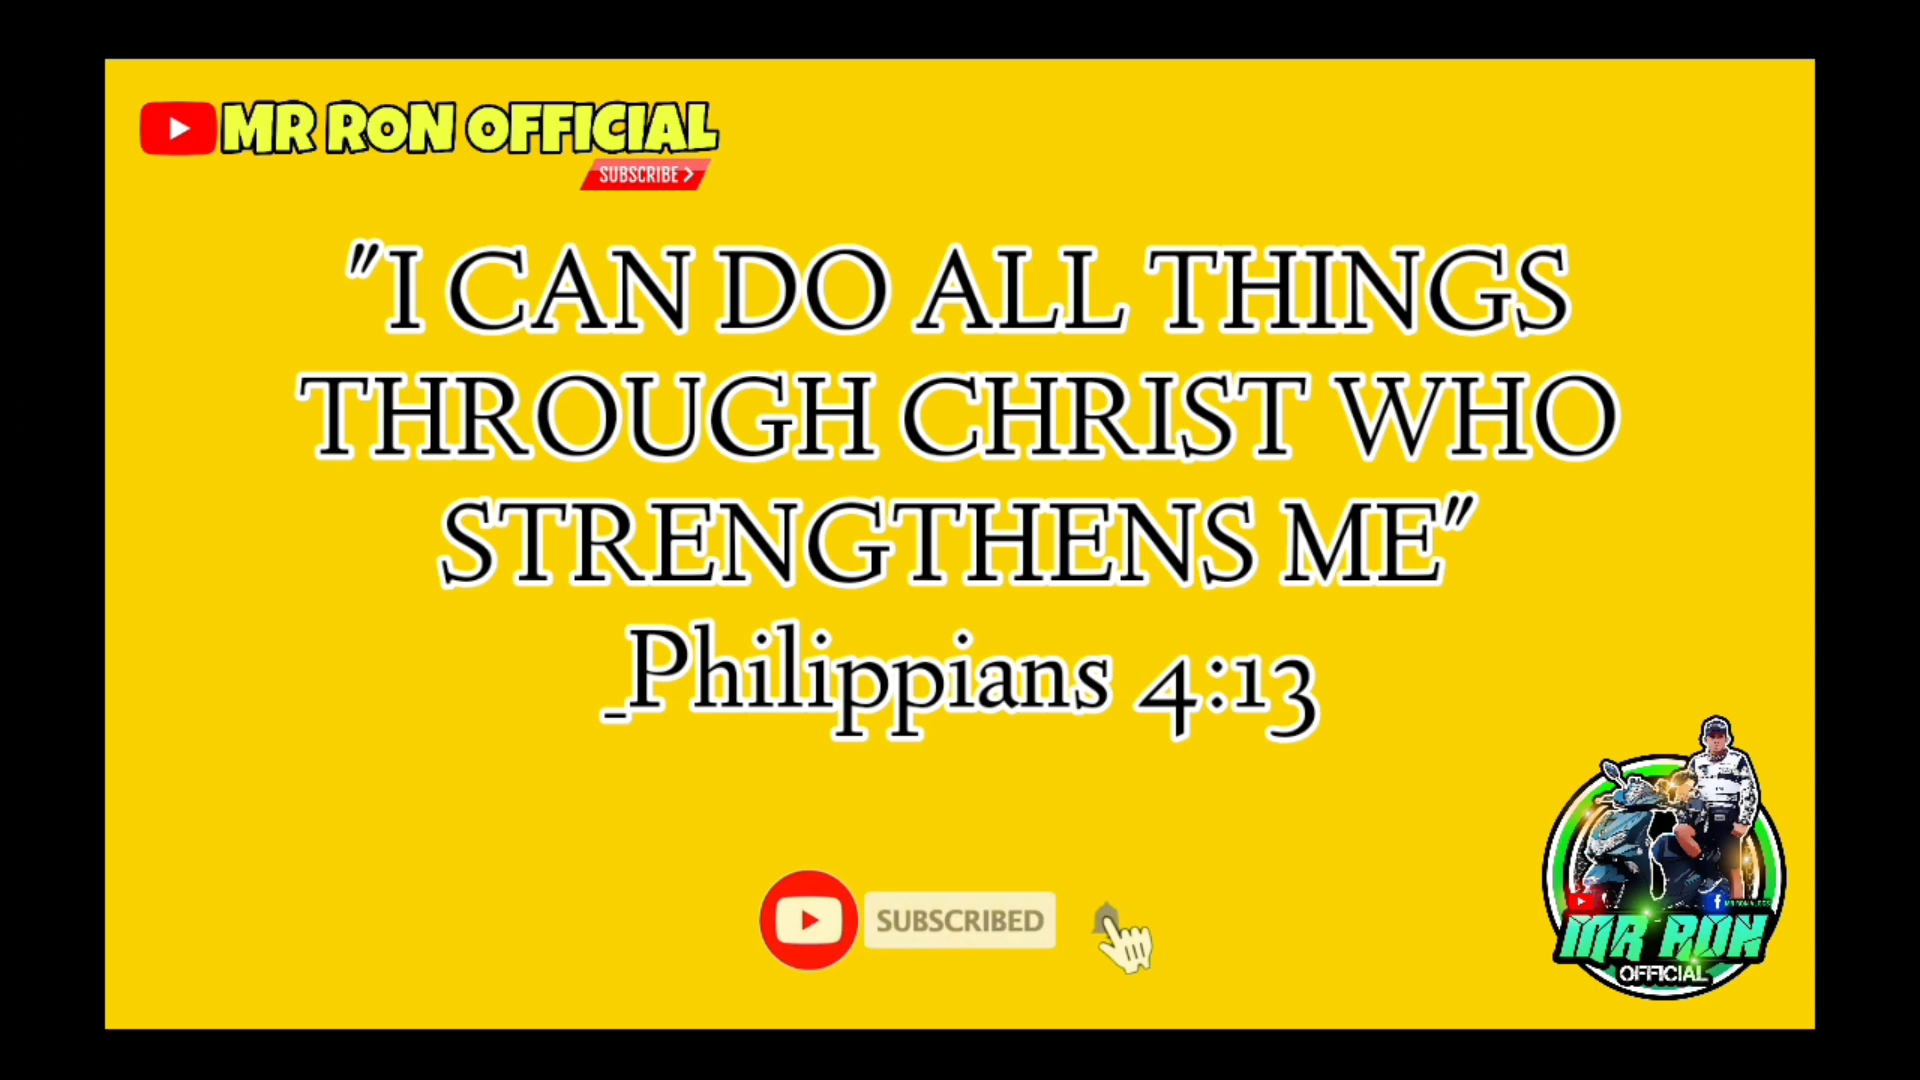 MR RON OFFICIAL
SUBSCRIBE >
"I CAN DO ALL THINGS
THROUGH CHRIST WHO
STRENGTHENS ME"
_Philippians 4:13
SUBSCRIBED
MR RON
OFFICIAL